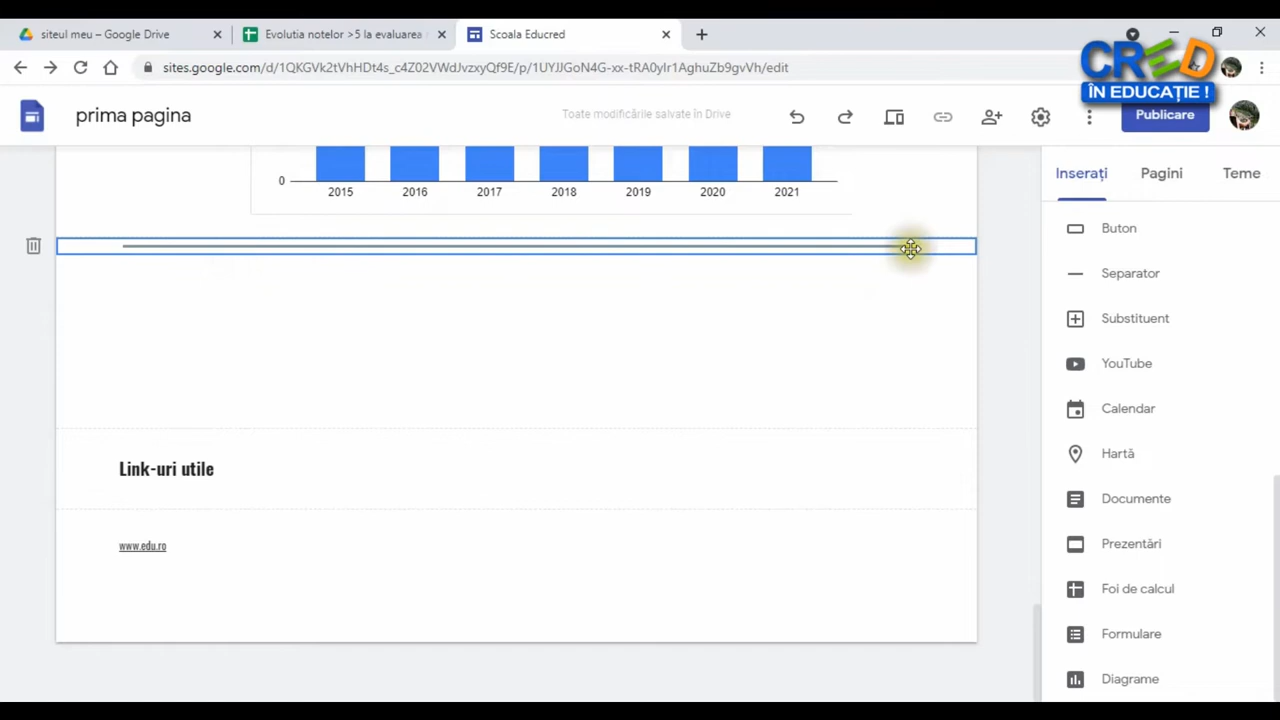 siteul meu – Google Drive
Evolutia notelor >5 la evaluarea
Scoala Educred
sites.google.com/d/1QKGVk2tVhHDt4s_c4Z02VWdJvzxyQf9E/p/1UYJJGoN4G-xx-tRA0yIr1AghuZb9gvVh/edit
CRED
ÎN EDUCAȚIE !
prima pagina
Toate modificările salvate în Drive
Publicare
Inserați
Pagini
Teme
0
2015 2016 2017 2018 2019 2020 2021
Buton
Separator
Substituent
YouTube
Calendar
Hartă
Documente
Prezentări
Foi de calcul
Formulare
Diagrame
Link-uri utile
www.edu.ro